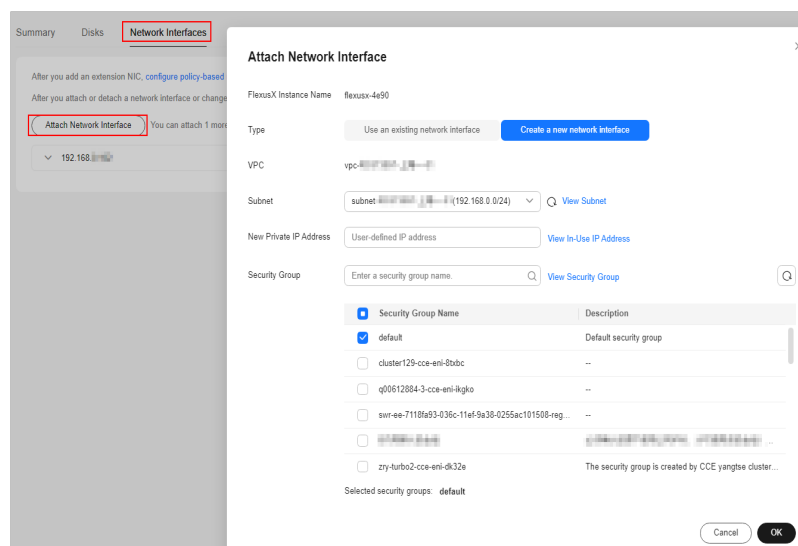 Summary Disks Network Interfaces
After you add an extension NIC, configure policy-based
After you attach or detach a network interface or change
Attach Network Interface You can attach 1 more
192.168.
Attach Network Interface
FlexusX Instance Name flexusx-4e90
Type Use an existing network interface Create a new network interface
VPC vpc-
Subnet subnet- (192.168.0.0/24) View Subnet
New Private IP Address User-defined IP address View In-Use IP Address
Security Group Enter a security group name. View Security Group
Security Group Name Description
default Default security group
cluster129-cce-eni-8txbc --
q00612884-3-cce-eni-ikgko --
swr-ee-7118fa93-036c-11ef-9a38-0255ac101508-reg... --
...
zry-turbo2-cce-eni-dk32e The security group is created by CCE yangtse cluster...
Selected security groups: default
Cancel OK